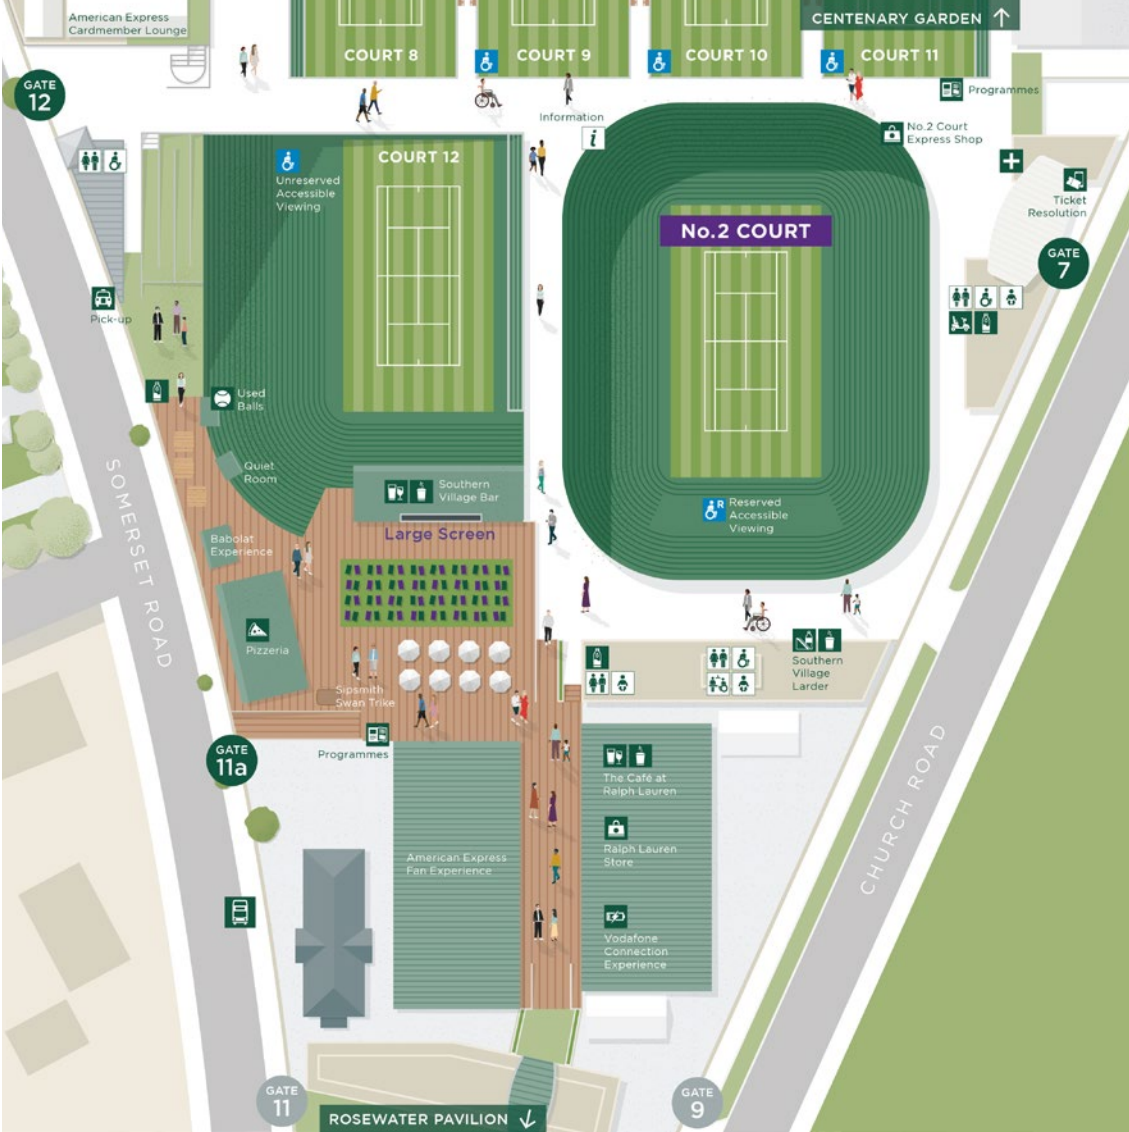 American Express
Cardmember Lounge
CENTENARY GARDEN ↑
COURT 8
COURT 9
COURT 10
COURT 11
GATE
12
Programmes
Information
i
No.2 Court
Express Shop
COURT 12
Unreserved
Accessible
Viewing
Ticket
Resolution
No.2 COURT
GATE
7
Pick-up
Used
Balls
Quiet
Room
Southern
Village Bar
R
Reserved
Accessible
Viewing
Large Screen
Babolat
Experience
SOMERSET ROAD
Pizzeria
Southern
Village
Larder
Sipsmith
Swan Trike
Programmes
GATE
11a
The Café at
Ralph Lauren
CHURCH ROAD
Ralph Lauren
Store
American Express
Fan Experience
Vodafone
Connection
Experience
GATE
11
GATE
9
ROSEWATER PAVILION ↓